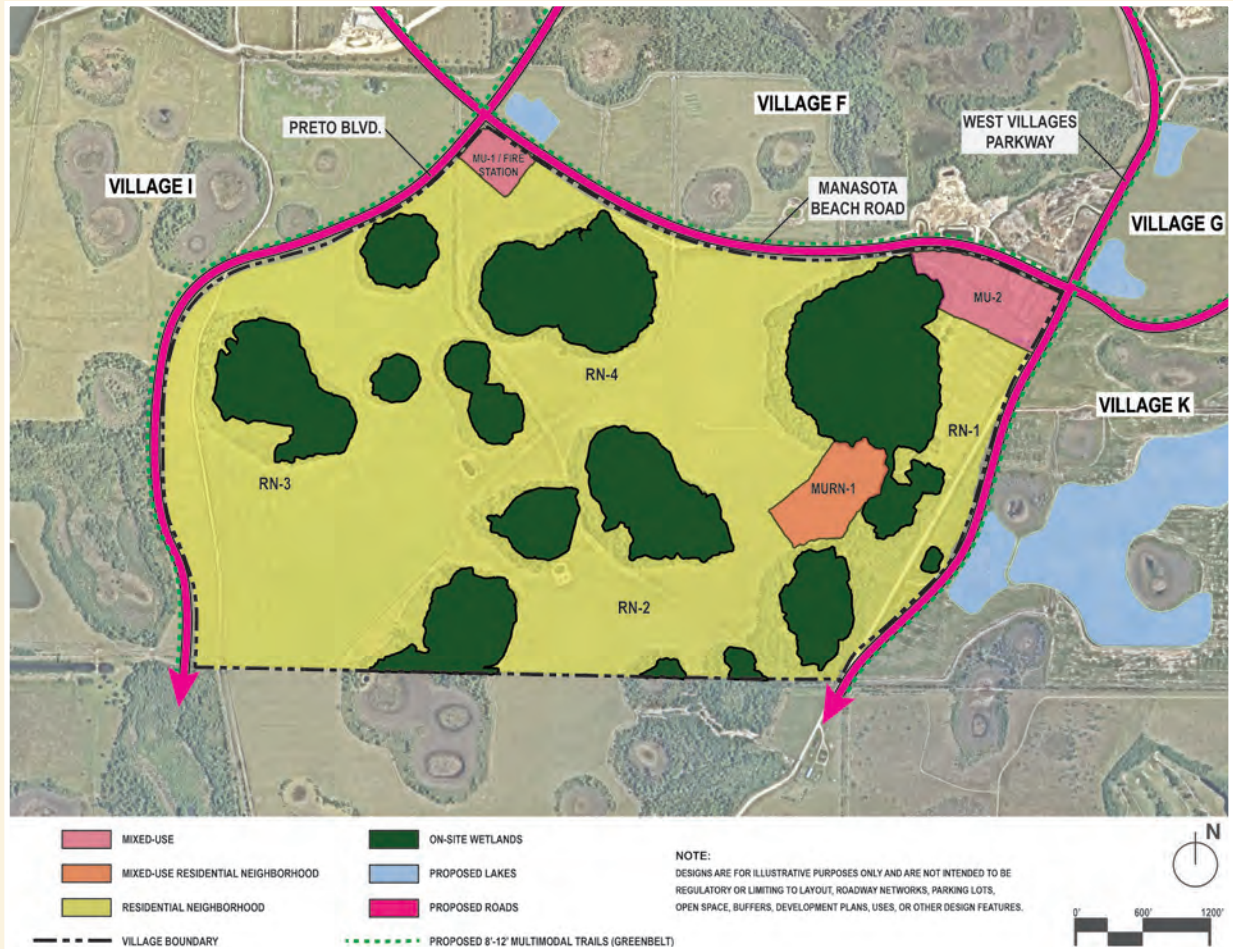 VILLAGE F
WEST VILLAGES
PARKWAY
PRETO BLVD.
MU-1 / FIRE
STATION
VILLAGE I
MANASOTA
BEACH ROAD
VILLAGE G
MU-2
RN-4
VILLAGE K
RN-1
RN-3
MURN-1
RN-2
MIXED-USE
MIXED-USE RESIDENTIAL NEIGHBORHOOD
RESIDENTIAL NEIGHBORHOOD
VILLAGE BOUNDARY
ON-SITE WETLANDS
PROPOSED LAKES
PROPOSED ROADS
PROPOSED 8'-12' MULTIMODAL TRAILS (GREENBELT)
NOTE:
DESIGNS ARE FOR ILLUSTRATIVE PURPOSES ONLY AND ARE NOT INTENDED TO BE
REGULATORY OR LIMITING TO LAYOUT, ROADWAY NETWORKS, PARKING LOTS,
OPEN SPACE, BUFFERS, DEVELOPMENT PLANS, USES, OR OTHER DESIGN FEATURES.
N
0' 600' 1200'